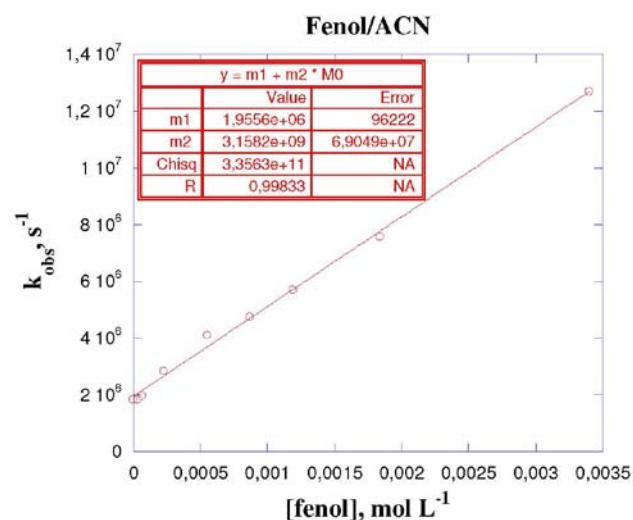 Fenol/ACN
1,4 10⁷
1,2 10⁷
1 10⁷
8 10⁶
6 10⁶
4 10⁶
2 10⁶
0
k_obs, s⁻¹
y = m1 + m2 * M0
Value Error
m1 1,9556e+06 96222
m2 3,1582e+09 6,9049e+07
Chisq 3,3563e+11 NA
R 0,99833 NA
0 0,0005 0,001 0,0015 0,002 0,0025 0,003 0,0035
[fenol], mol L⁻¹